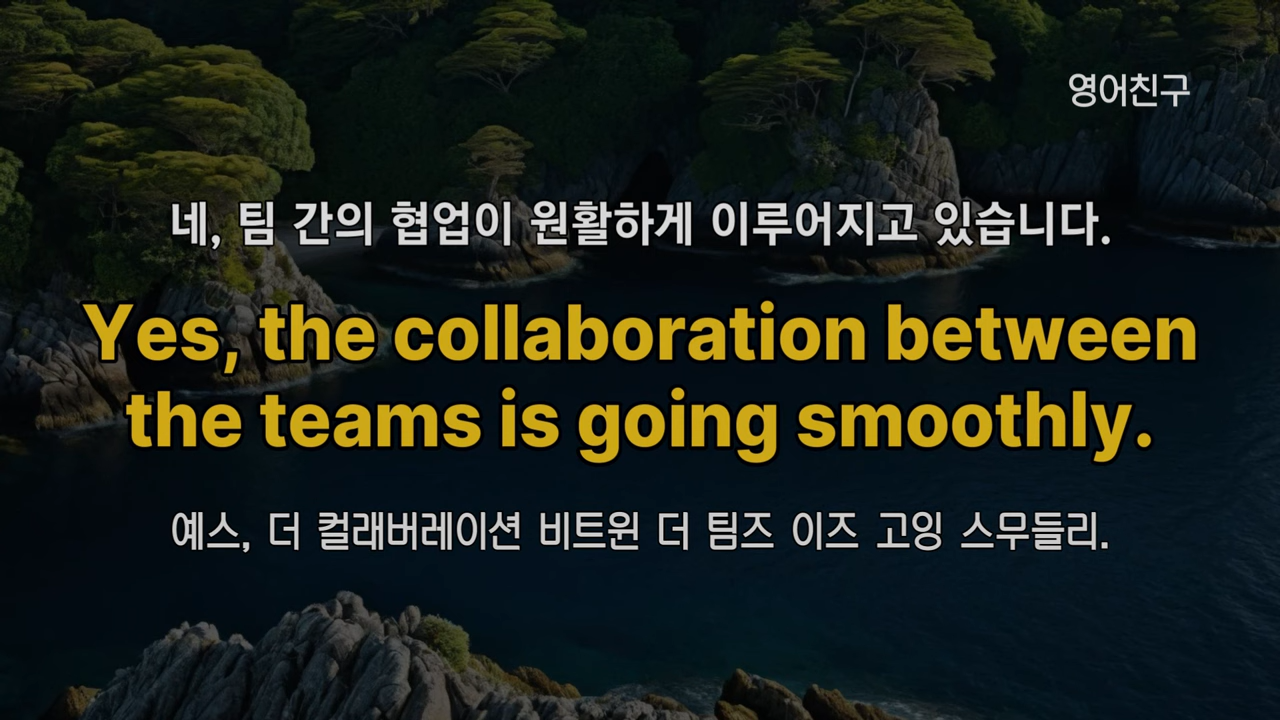 영어친구
네, 팀 간의 협업이 원활하게 이루어지고 있습니다.
Yes, the collaboration between
the teams is going smoothly.
예스, 더 컬래버레이션 비트윈 더 팀즈 이즈 고잉 스무들리.